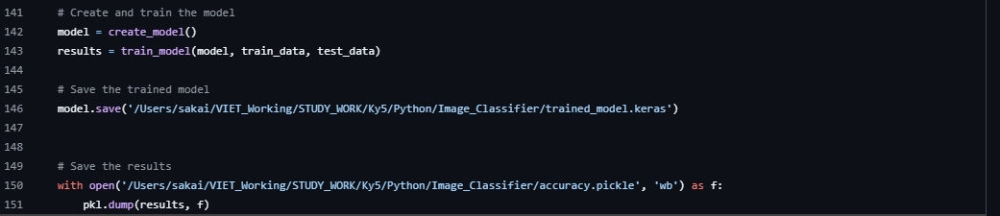 141 # Create and train the model
142 model = create_model()
143 results = train_model(model, train_data, test_data)
144
145 # Save the trained model
146 model.save('/Users/sakai/VIET_Working/STUDY_WORK/Ky5/Python/Image_Classifier/trained_model.keras')
147
148
149 # Save the results
150 with open('/Users/sakai/VIET_Working/STUDY_WORK/Ky5/Python/Image_Classifier/accuracy.pickle', 'wb') as f:
151     pkl.dump(results, f)